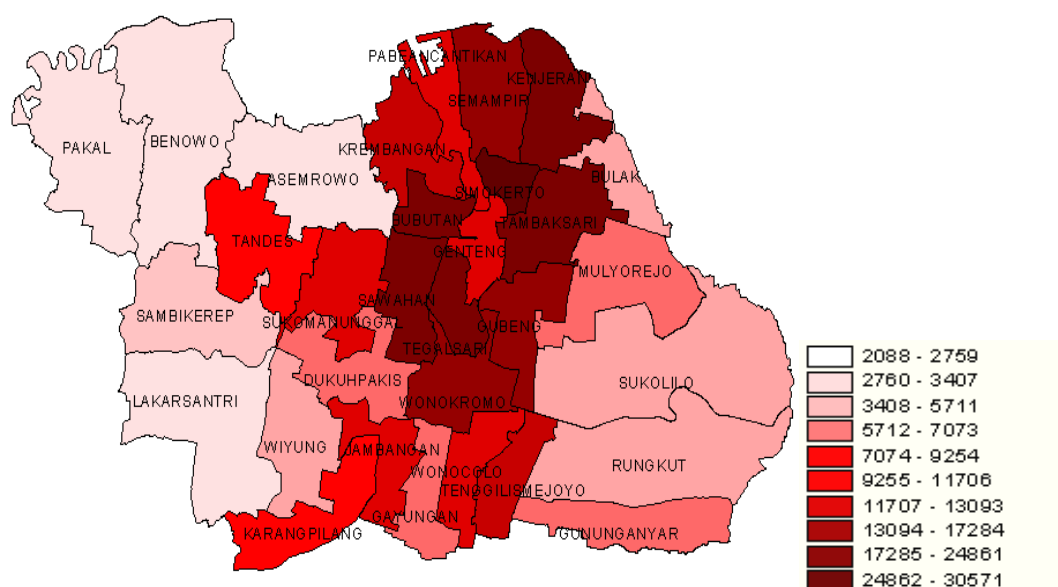 PABEANCANTIKAN
KENJERAN
SEMAMPIR
PAKAL
BENOWO
KREMBANGAN
ASEMROWO
BULAK
SIMOKERTO
BUBUTAN
TAMBAKSARI
TANDES
GENTENG
MULYOREJO
SAWAHAN
SAMBIKEREP
SUKOMANUNGGAL
GUBENG
TEGALSARI
DUKUHPAKIS
SUKOLILO
LAKARSANTRI
WONOKROMO
WIYUNG
JAMBANGAN
RUNGKUT
WONOCOLO
TENGGILISMEJOYO
GAYUNGAN
KARANGPILANG
GUNUNGANYAR
2088 - 2759
2760 - 3407
3408 - 5711
5712 - 7073
7074 - 9254
9255 - 11706
11707 - 13093
13094 - 17284
17285 - 24861
24862 - 30571